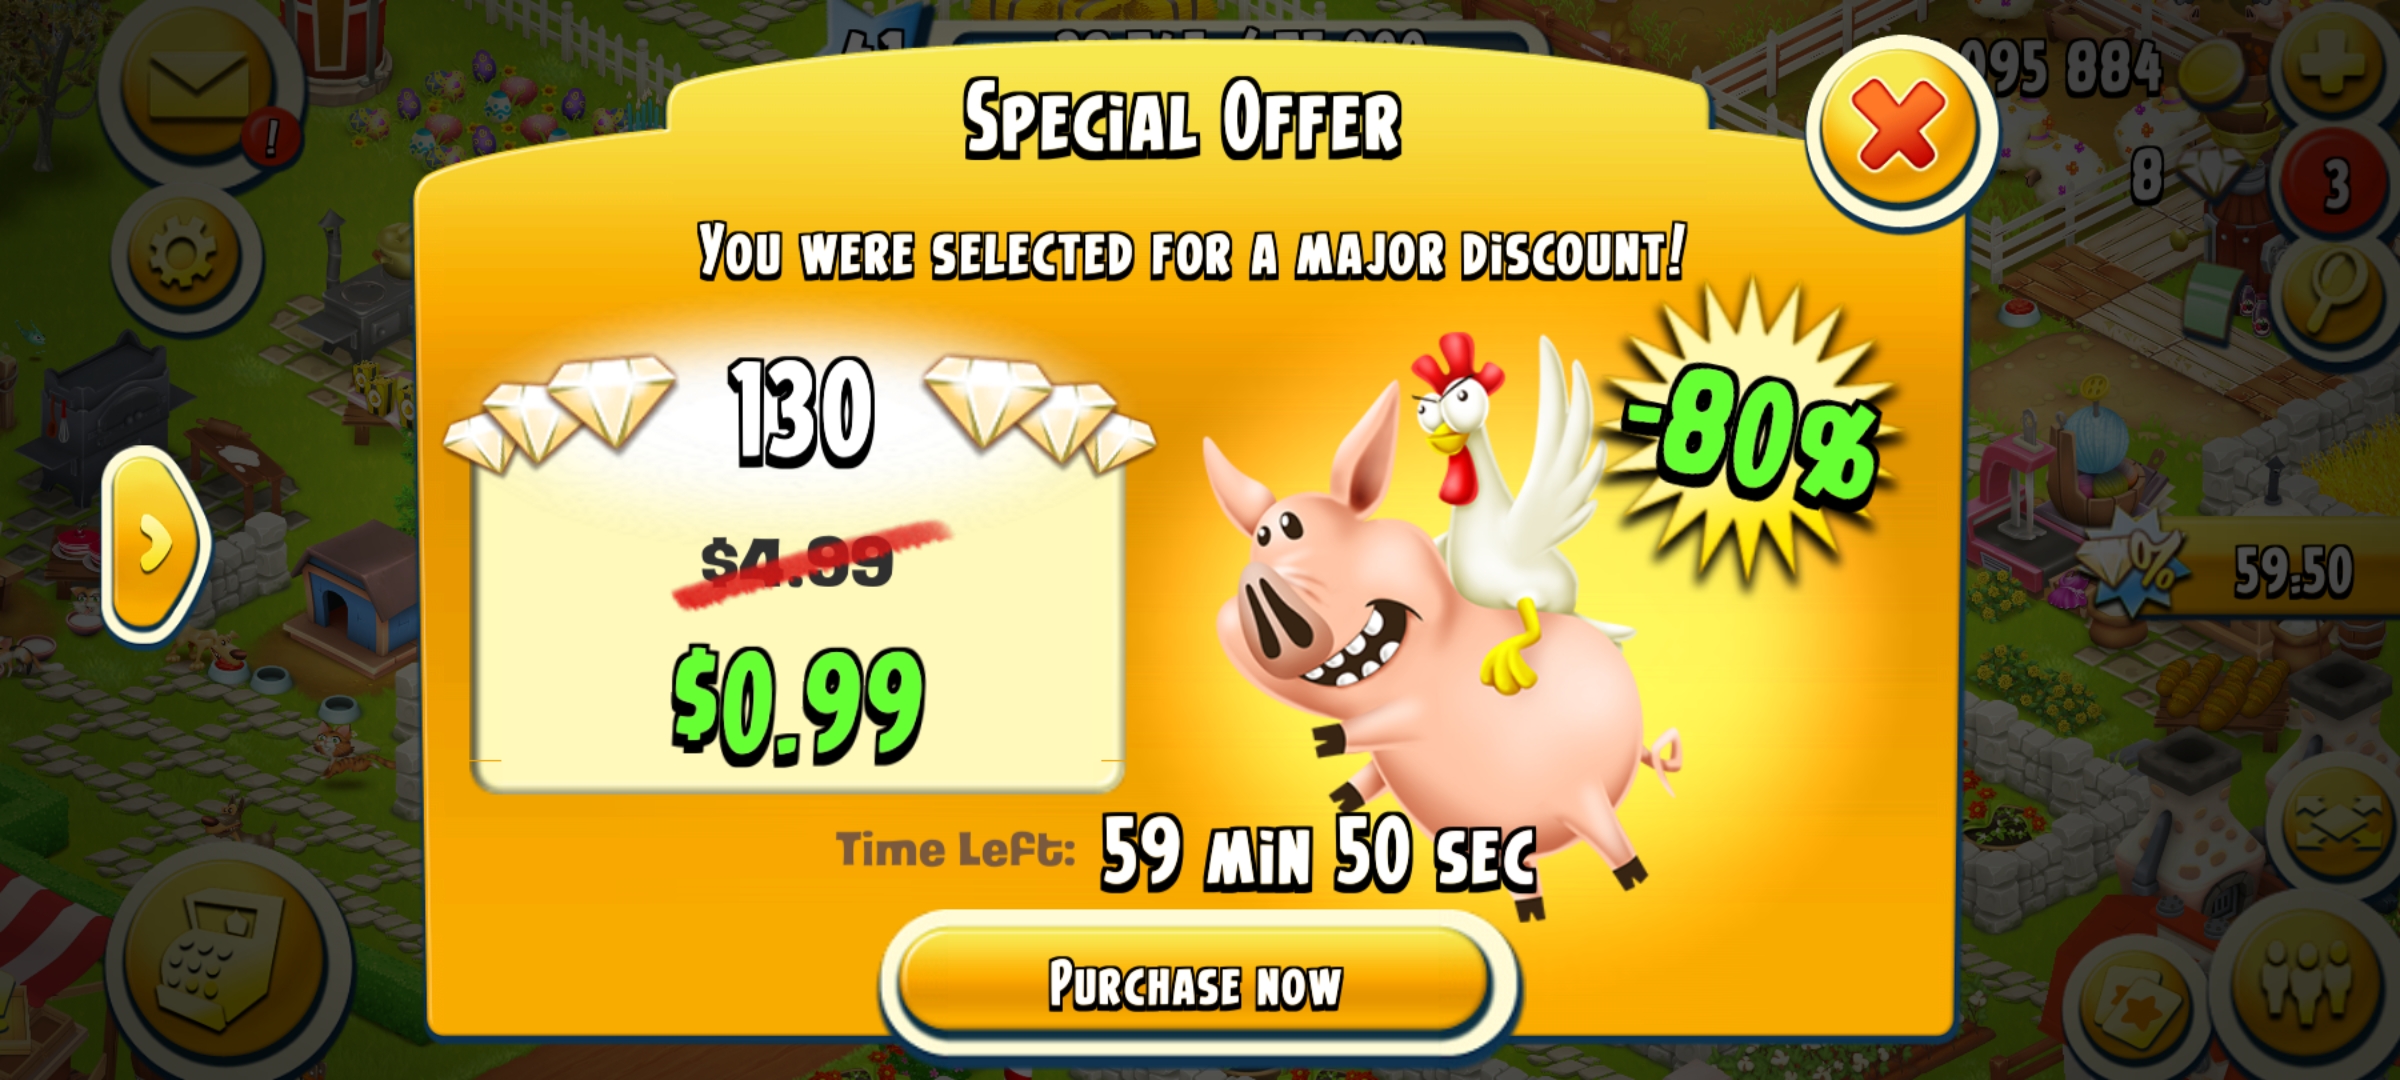 Special Offer
095 884
!
You were selected for a major discount!
8
3
130
-80%
$4.99
$0.99
%
59:50
Time Left: 59 min 50 sec
Purchase now